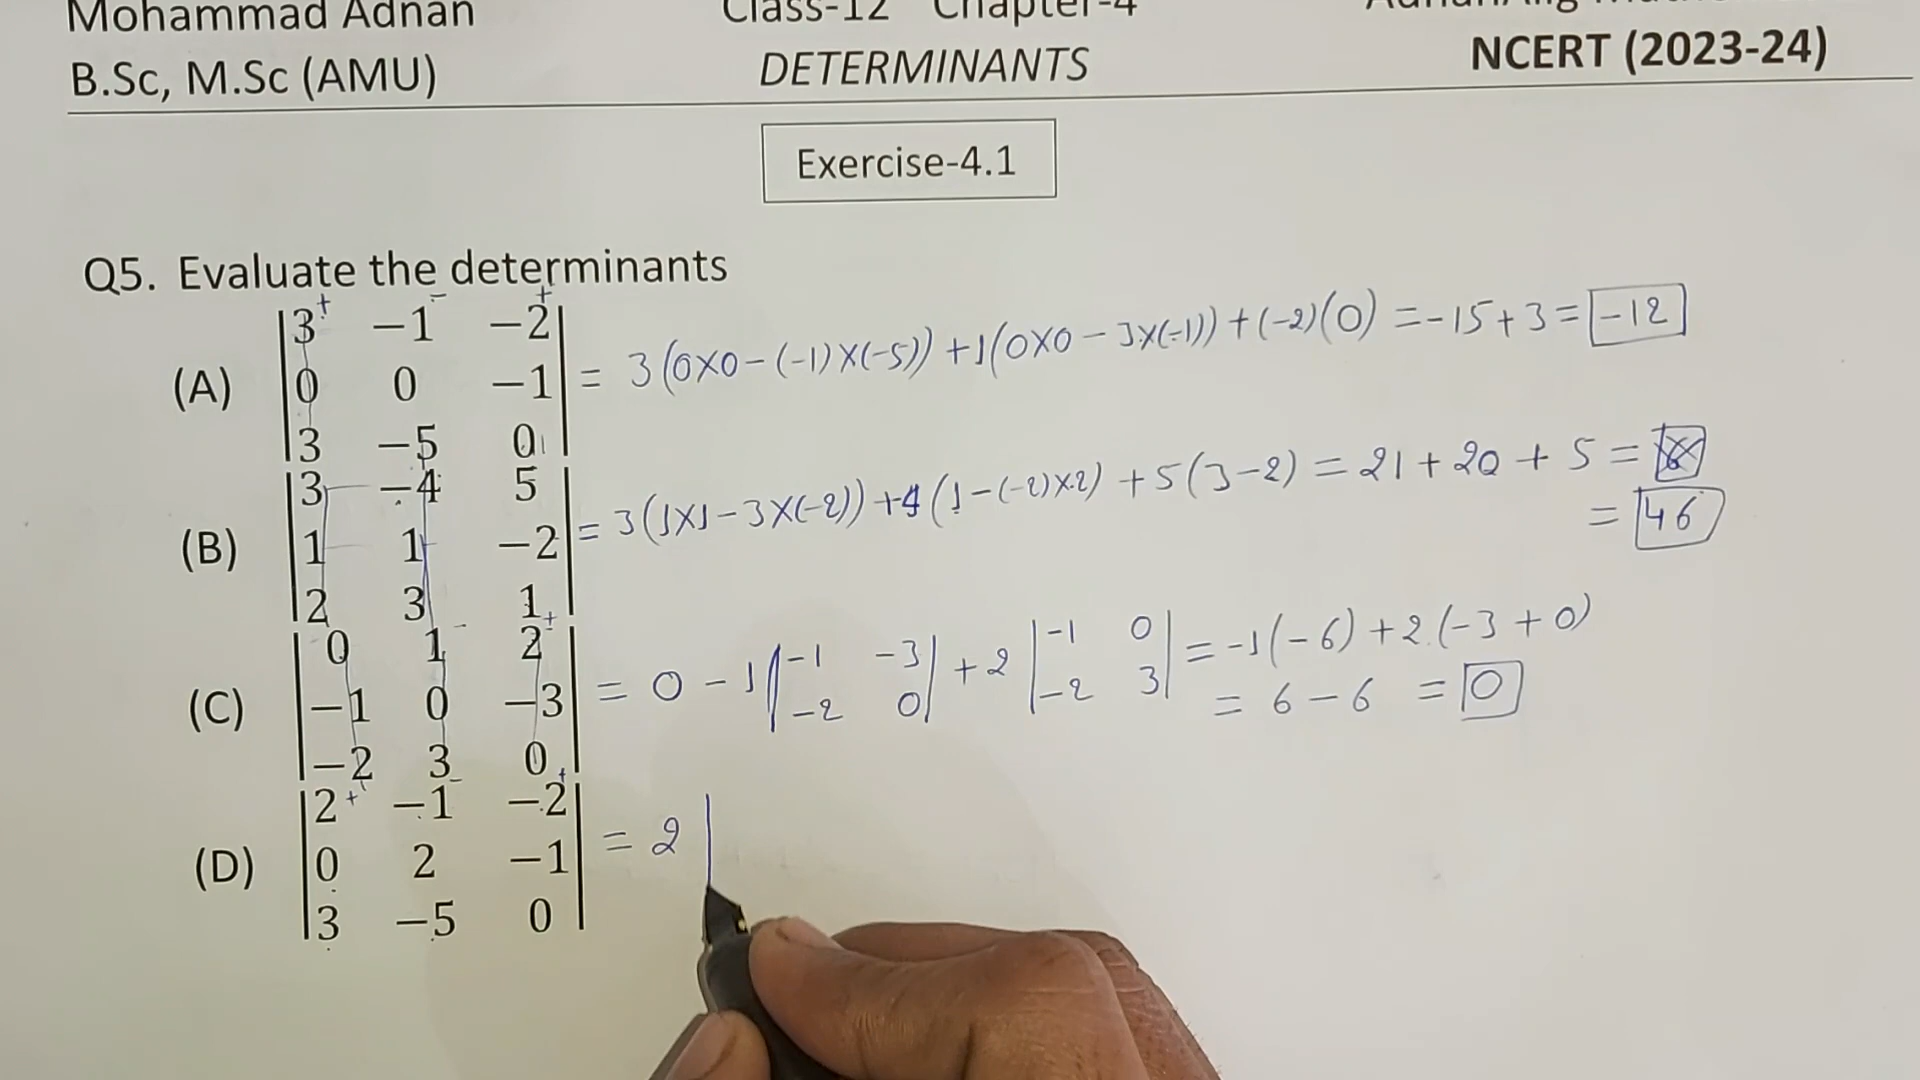 Mohammad Adnan Class-12 Chapter-4
B.Sc, M.Sc (AMU) DETERMINANTS NCERT (2023-24)
Exercise-4.1
Q5. Evaluate the determinants
(A) |3 −1 −2|
|0 0 −1| = 3(0×0−(−1)×(−5)) +1(0×0−3×(−1)) +(−2)(0) = −15+3 = −12
|3 −5 0|
(B) |3 −4 5|
|1 1 −2| = 3(1×1−3×(−2)) +4(1−(−2)×2) +5(3−2) = 21+20+5 =
= 46
|2 3 1|
(C) |0 1 2|
|−1 0 −3| = 0 −1 |−1 −3| +2 |−1 0| = −1(−6)+2(−3+0)
|−2 0| |−2 3| = 6−6 = 0
|−2 3 0|
(D) |2 −1 −2|
|0 2 −1| = 2|
|3 −5 0|